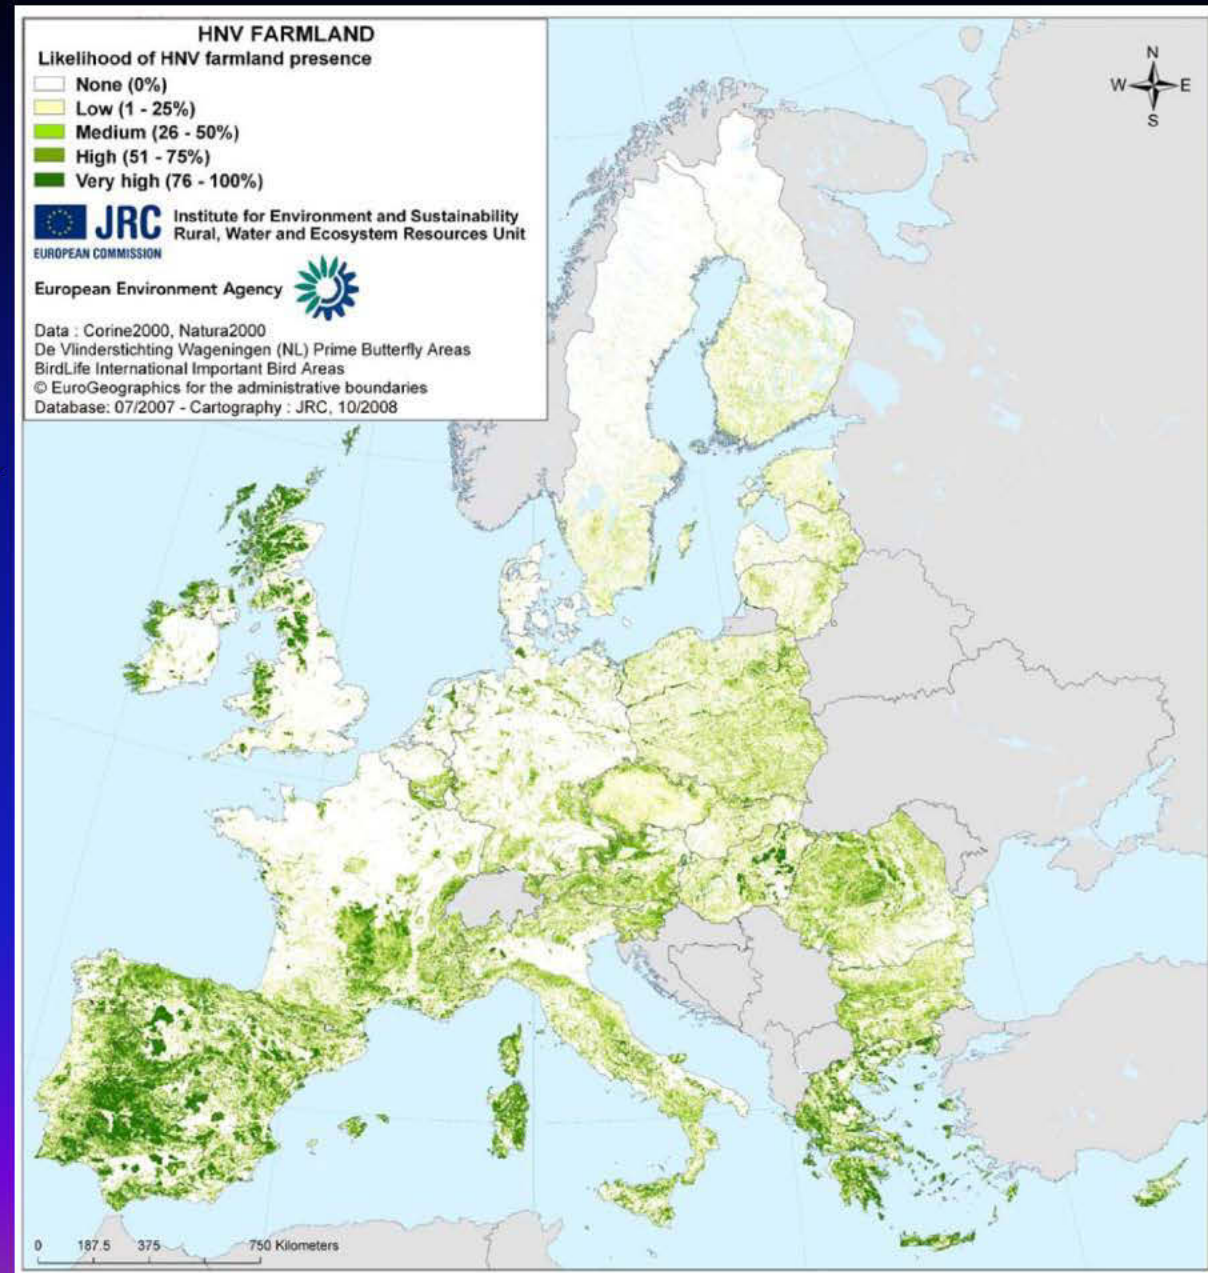 HNV FARMLAND
Likelihood of HNV farmland presence
None (0%)
Low (1 - 25%)
Medium (26 - 50%)
High (51 - 75%)
Very high (76 - 100%)
JRC
EUROPEAN COMMISSION
Institute for Environment and Sustainability
Rural, Water and Ecosystem Resources Unit
European Environment Agency
Data : Corine2000, Natura2000
De Vlinderstichting Wageningen (NL) Prime Butterfly Areas
BirdLife International Important Bird Areas
© EuroGeographics for the administrative boundaries
Database: 07/2007 - Cartography : JRC, 10/2008
N
W E
S
0 187.5 375 750 Kilometers